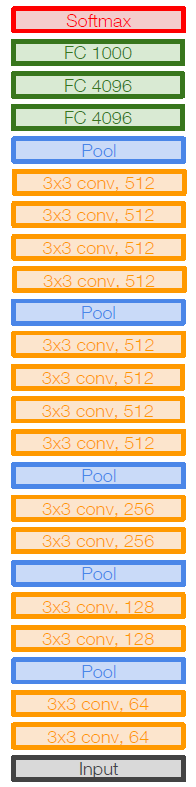 Softmax
FC 1000
FC 4096
FC 4096
Pool
3x3 conv, 512
3x3 conv, 512
3x3 conv, 512
3x3 conv, 512
Pool
3x3 conv, 512
3x3 conv, 512
3x3 conv, 512
3x3 conv, 512
Pool
3x3 conv, 256
3x3 conv, 256
Pool
3x3 conv, 128
3x3 conv, 128
Pool
3x3 conv, 64
3x3 conv, 64
Input